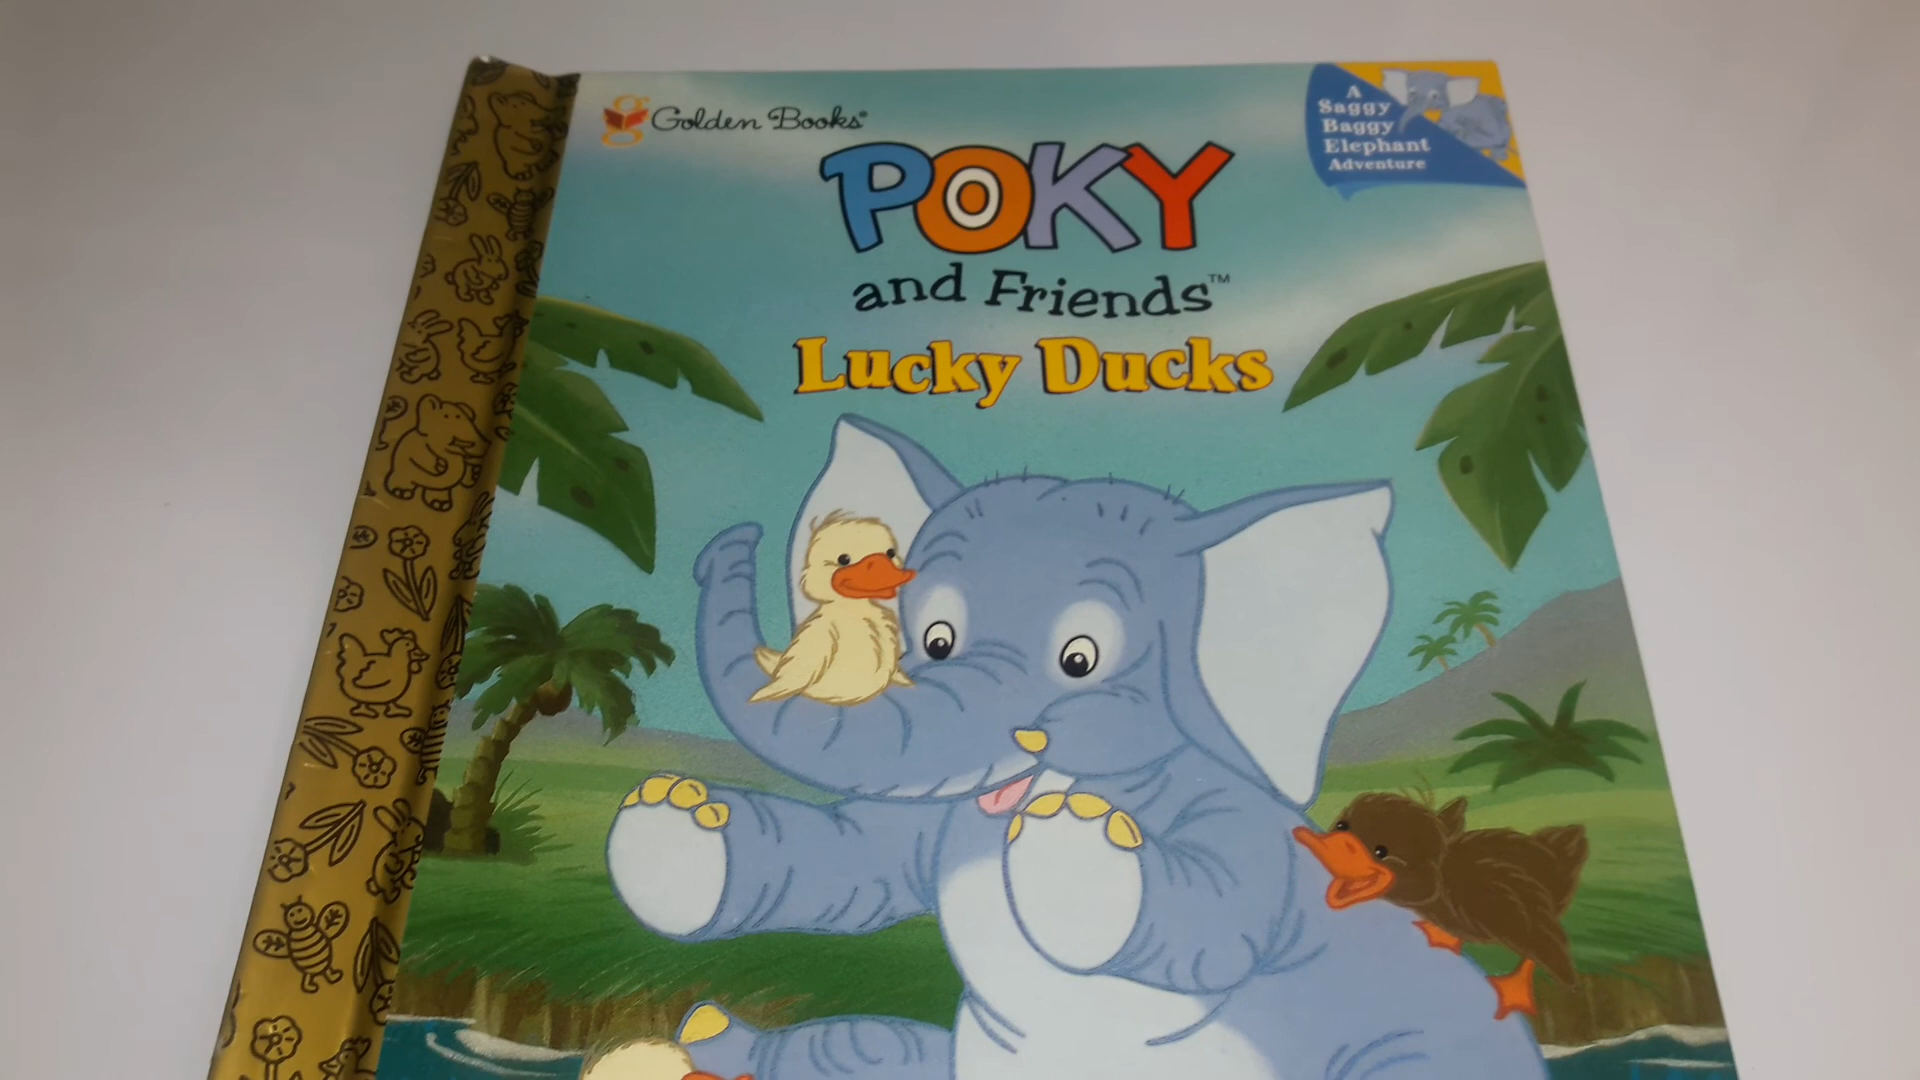 Golden Books®
POKY
and Friends™
Lucky Ducks
A
Saggy
Baggy
Elephant
Adventure